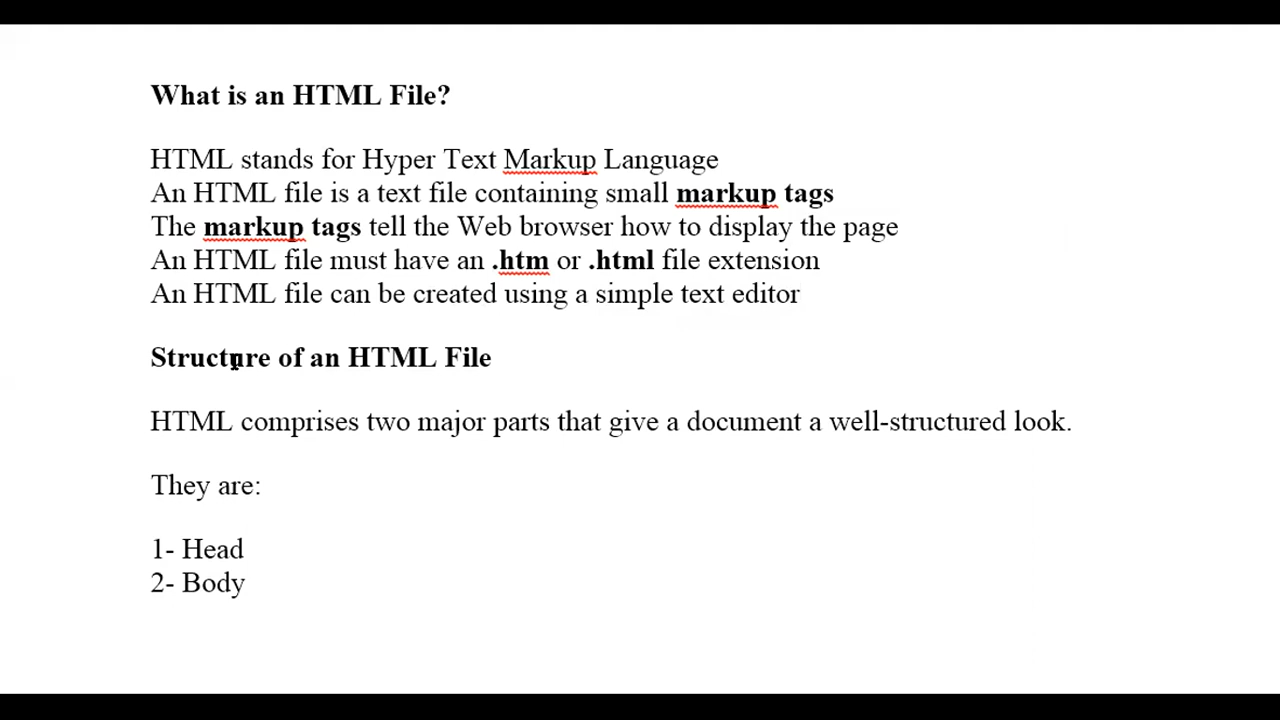 What is an HTML File?
HTML stands for Hyper Text Markup Language
An HTML file is a text file containing small markup tags
The markup tags tell the Web browser how to display the page
An HTML file must have an .htm or .html file extension
An HTML file can be created using a simple text editor
Structure of an HTML File
HTML comprises two major parts that give a document a well-structured look.
They are:
1- Head
2- Body